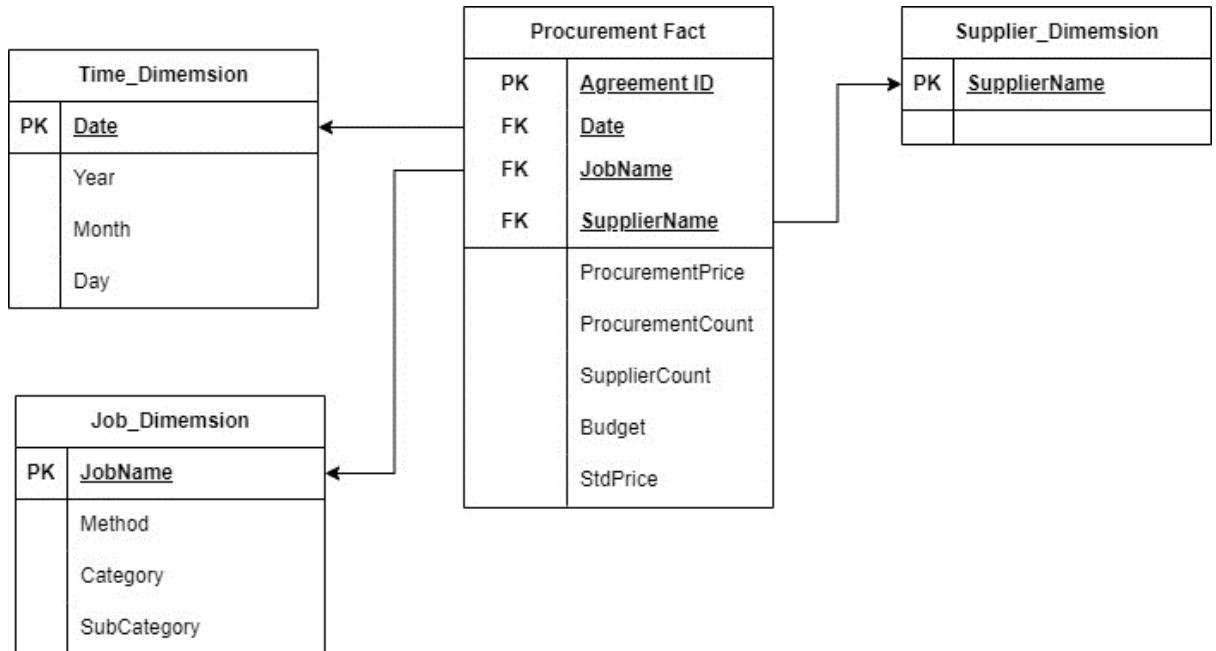 Time_Dimemsion
PK Date
Year
Month
Day
Job_Dimemsion
PK JobName
Method
Category
SubCategory
Procurement Fact
PK Agreement ID
FK Date
FK JobName
FK SupplierName
ProcurementPrice
ProcurementCount
SupplierCount
Budget
StdPrice
Supplier_Dimemsion
PK SupplierName